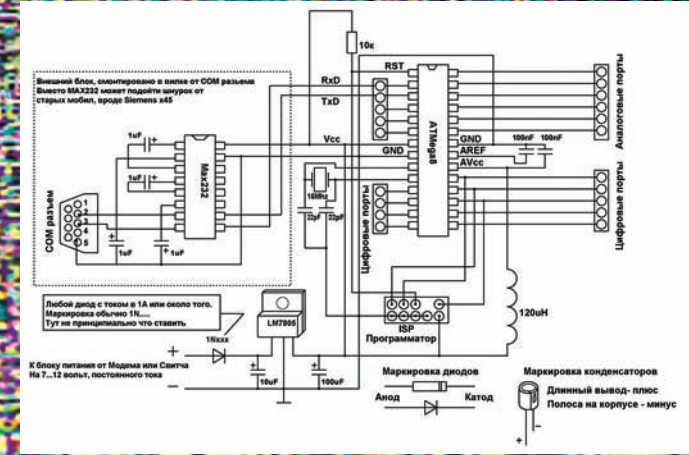 Внешний блок, смонтировано в вилке от COM разъема
Вместо MAX232 может подойти шнурок от
старых мобил, вроде Siemens x45
10к
RST
RxD
TxD
Vcc
GND
ATMega8
GND
AREF
AVcc
100nF 100nF
Аналоговые порты
Цифровые порты
1uF
+
1uF
+
Max232
COM разъем
1
2
3
4
5
+
1uF
+
1uF
16Mhz
22pF 22pF
Цифровые порты
ISP
Программатор
120uH
Любой диод с током в 1А или около того.
Маркировка обычно 1N.....
Тут не принципиально что ставить
LM7805
1Nxxx
+
К блоку питания от Модема или Свитча
На 7...12 вольт, постоянного тока
−
+
10uF
+
100uF
Маркировка диодов
Анод Катод
Маркировка конденсаторов
Длинный вывод- плюс
Полоса на корпусе - минус
−
+